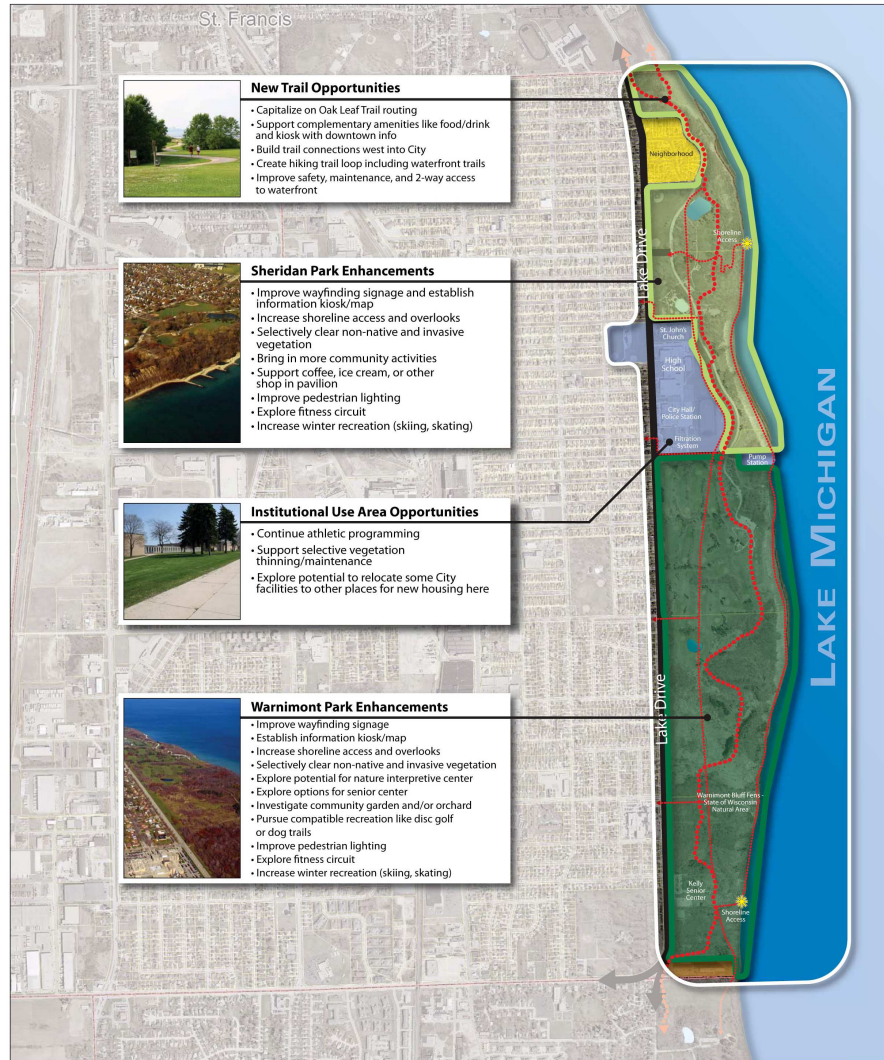 St. Francis
New Trail Opportunities
• Capitalize on Oak Leaf Trail routing
• Support complementary amenities like food/drink
and kiosk with downtown info
• Build trail connections west into City
• Create hiking trail loop including waterfront trails
• Improve safety, maintenance, and 2-way access
to waterfront
Neighborhood
Shoreline
Access
Lake Drive
Sheridan Park Enhancements
• Improve wayfinding signage and establish
information kiosk/map
• Increase shoreline access and overlooks
• Selectively clear non-native and invasive
vegetation
• Bring in more community activities
• Support coffee, ice cream, or other
shop in pavilion
• Improve pedestrian lighting
• Explore fitness circuit
• Increase winter recreation (skiing, skating)
St. John's
Church
High
School
City Hall/
Police Station
Filtration
System
Pump
Station
LAKE MICHIGAN
Institutional Use Area Opportunities
• Continue athletic programming
• Support selective vegetation
thinning/maintenance
• Explore potential to relocate some City
facilities to other places for new housing here
Lake Drive
Warnimont Park Enhancements
• Improve wayfinding signage
• Establish information kiosk/map
• Increase shoreline access and overlooks
• Selectively clear non-native and invasive vegetation
• Explore potential for nature interpretive center
• Explore options for senior center
• Investigate community garden and/or orchard
• Pursue compatible recreation like disc golf
or dog trails
• Improve pedestrian lighting
• Explore fitness circuit
• Increase winter recreation (skiing, skating)
Warnimont Bluff Fens -
State of Wisconsin
Natural Area
Kelly
Senior
Center
Shoreline
Access